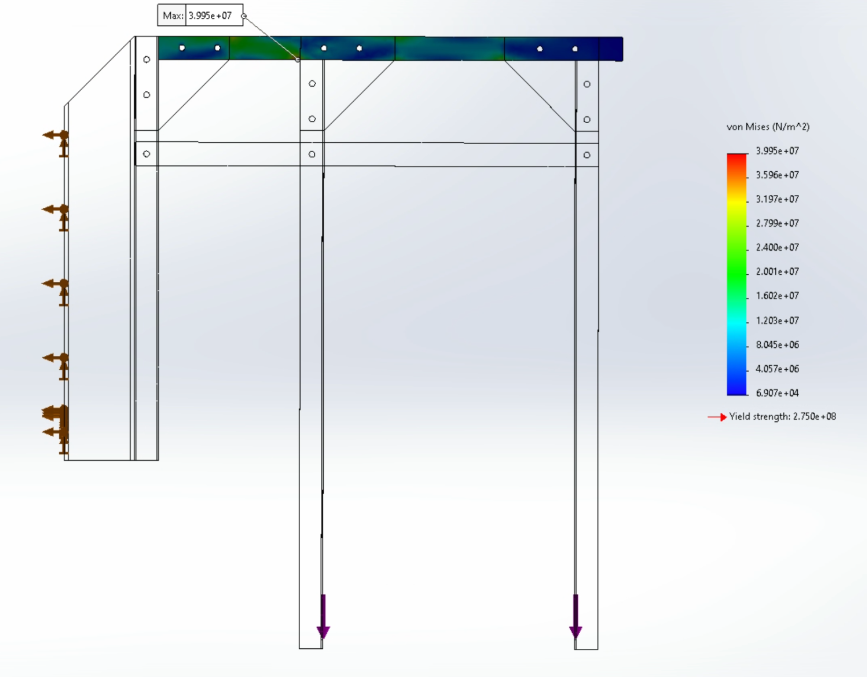 Max: 3.995e+07
von Mises (N/m^2)
3.995e+07
3.596e+07
3.197e+07
2.799e+07
2.400e+07
2.001e+07
1.602e+07
1.203e+07
8.045e+06
4.057e+06
6.907e+04
Yield strength: 2.750e+08